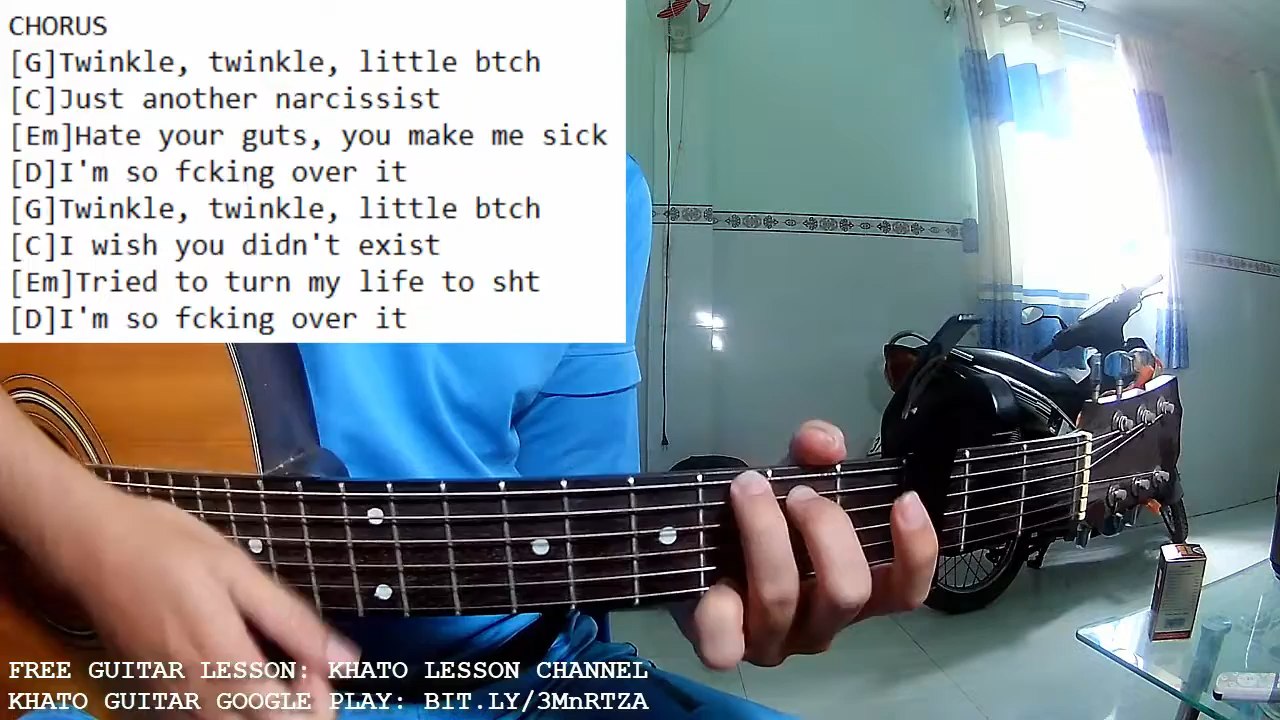 CHORUS
[G]Twinkle, twinkle, little btch
[C]Just another narcissist
[Em]Hate your guts, you make me sick
[D]I'm so fcking over it
[G]Twinkle, twinkle, little btch
[C]I wish you didn't exist
[Em]Tried to turn my life to sht
[D]I'm so fcking over it
FREE GUITAR LESSON: KHATO LESSON CHANNEL
KHATO GUITAR GOOGLE PLAY: BIT.LY/3MnRTZA